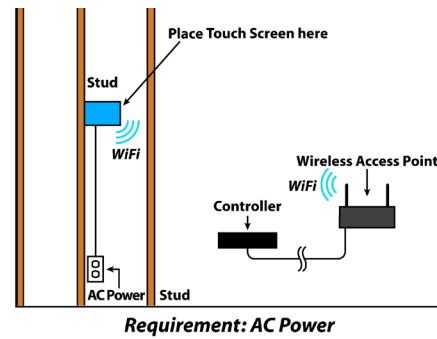 Place Touch Screen here
Stud
WiFi
Wireless Access Point
WiFi
Controller
AC Power
Stud
Requirement: AC Power